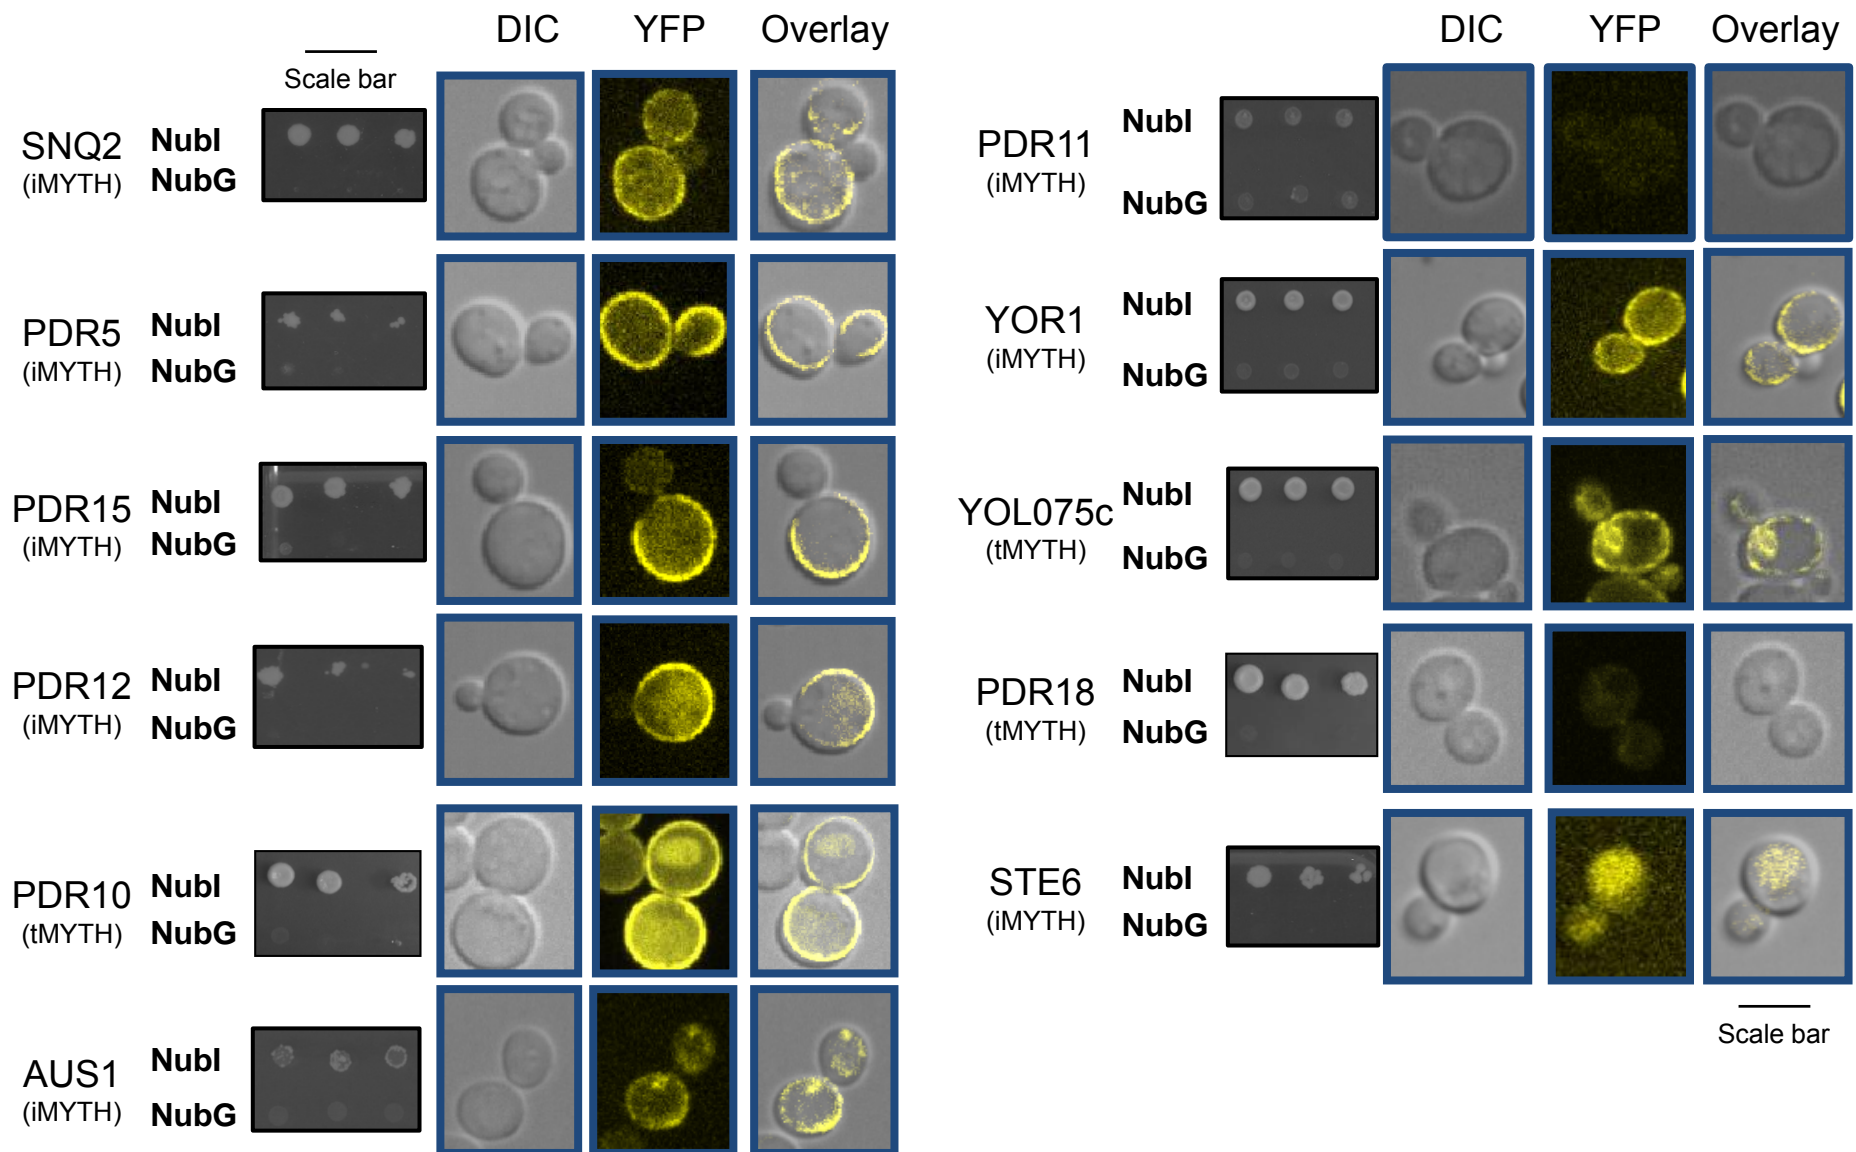 DIC YFP Overlay
Scale bar
SNQ2
(iMYTH)
NubI
NubG
PDR5
(iMYTH)
NubI
NubG
PDR15
(iMYTH)
NubI
NubG
PDR12
(iMYTH)
NubI
NubG
PDR10
(tMYTH)
NubI
NubG
AUS1
(iMYTH)
NubI
NubG
DIC YFP Overlay
PDR11
(iMYTH)
NubI
NubG
YOR1
(iMYTH)
NubI
NubG
YOL075c
(tMYTH)
NubI
NubG
PDR18
(tMYTH)
NubI
NubG
STE6
(iMYTH)
NubI
NubG
Scale bar